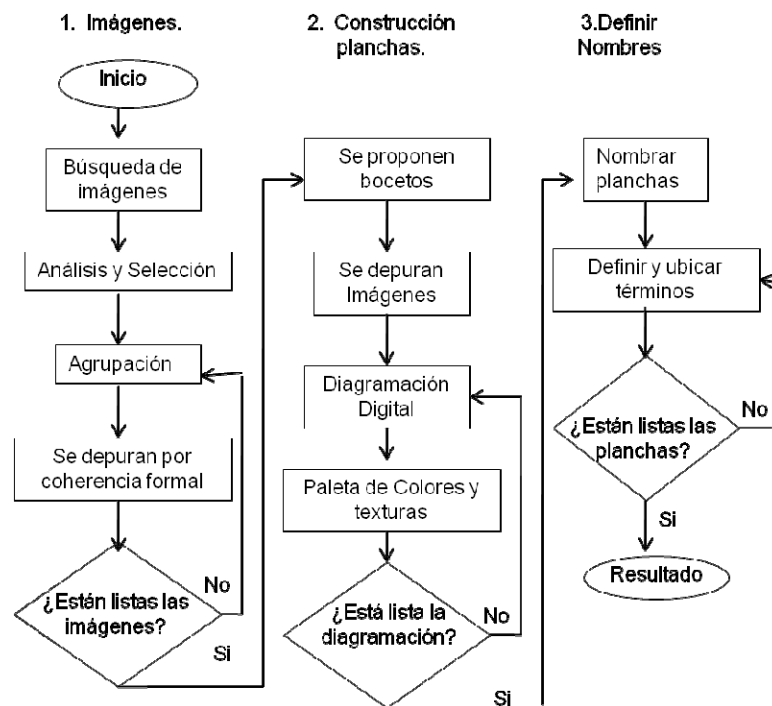 1. Imágenes.
Inicio
Búsqueda de
imágenes
Análisis y Selección
Agrupación
Se depuran por
coherencia formal
¿Están listas las
imágenes?
No
Si
2. Construcción
planchas.
Se proponen
bocetos
Se depuran
Imágenes
Diagramación
Digital
Paleta de Colores y
texturas
¿Está lista la
diagramación?
No
Si
3.Definir
Nombres
Nombrar
planchas
Definir y ubicar
términos
¿Están listas las
planchas?
No
Si
Resultado